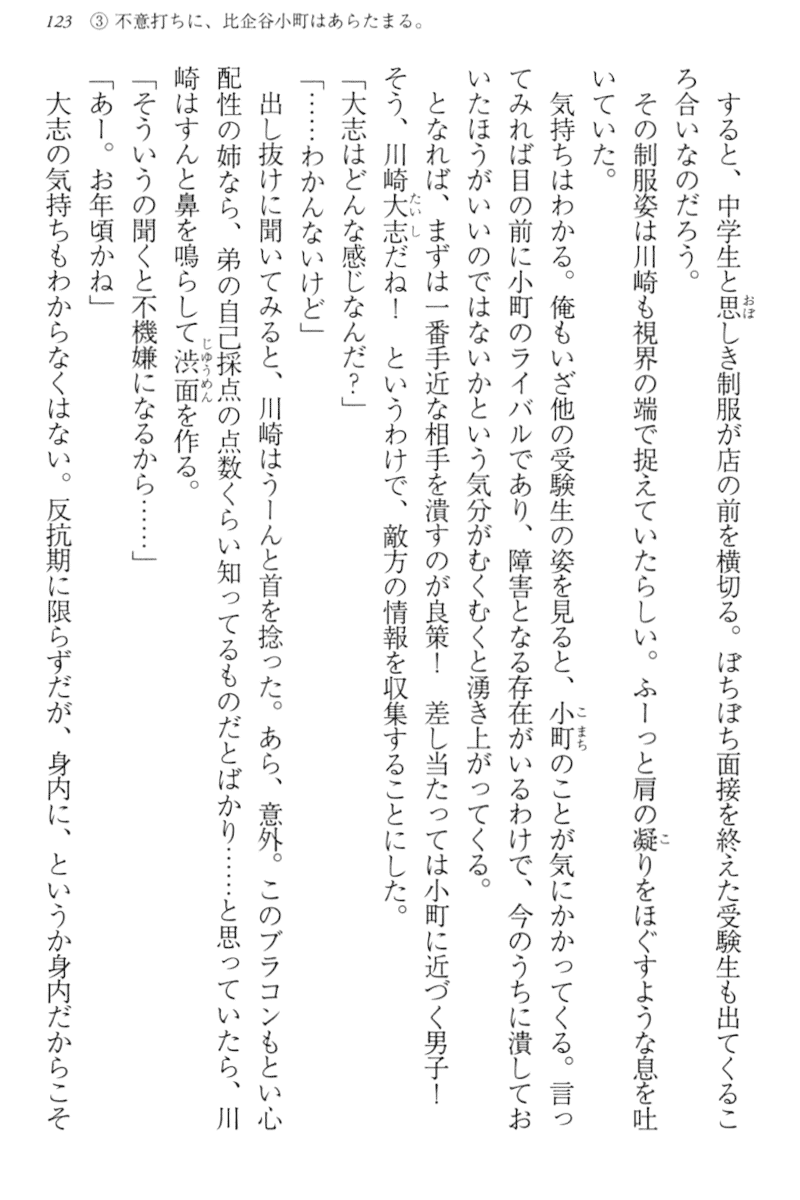 123　③ 不意打ちに、比企谷小町はあらたまる。
　すると、中学生と思しき制服が店の前を横切る。ぼちぼち面接を終えた受験生も出てくるこ
ろ合いなのだろう。
　その制服姿は川崎も視界の端で捉えていたらしい。ふーっと肩の凝りをほぐすような息を吐
いていた。
　気持ちはわかる。俺もいざ他の受験生の姿を見ると、小町のことが気にかかってくる。言っ
てみれば目の前に小町のライバルであり、障害となる存在がいるわけで、今のうちに潰してお
いたほうがいいのではないかという気分がむくむくと湧き上がってくる。
　となれば、まずは一番手近な相手を潰すのが良策！　差し当たっては小町に近づく男子！
そう、川崎大志だね！　というわけで、敵方の情報を収集することにした。
「大志はどんな感じなんだ？」
「……わかんないけど」
　出し抜けに聞いてみると、川崎はうーんと首を捻った。あら、意外。このブラコンもとい心
配性の姉なら、弟の自己採点の点数くらい知ってるものだとばかり……と思っていたら、川
崎はすんと鼻を鳴らして渋面を作る。
「そういうの聞くと不機嫌になるから……」
「あー。お年頃かね」
　大志の気持ちもわからなくはない。反抗期に限らずだが、身内に、というか身内だからこそ